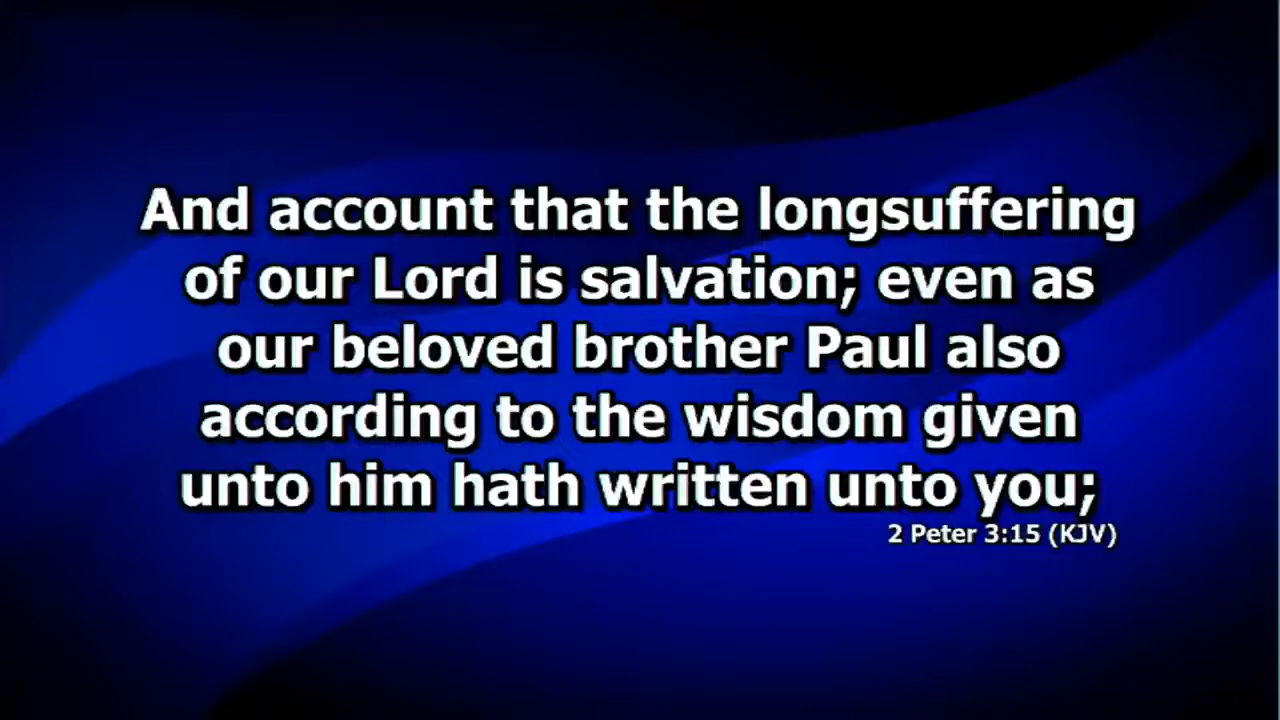 And account that the longsuffering
of our Lord is salvation; even as
our beloved brother Paul also
according to the wisdom given
unto him hath written unto you;
2 Peter 3:15 (KJV)